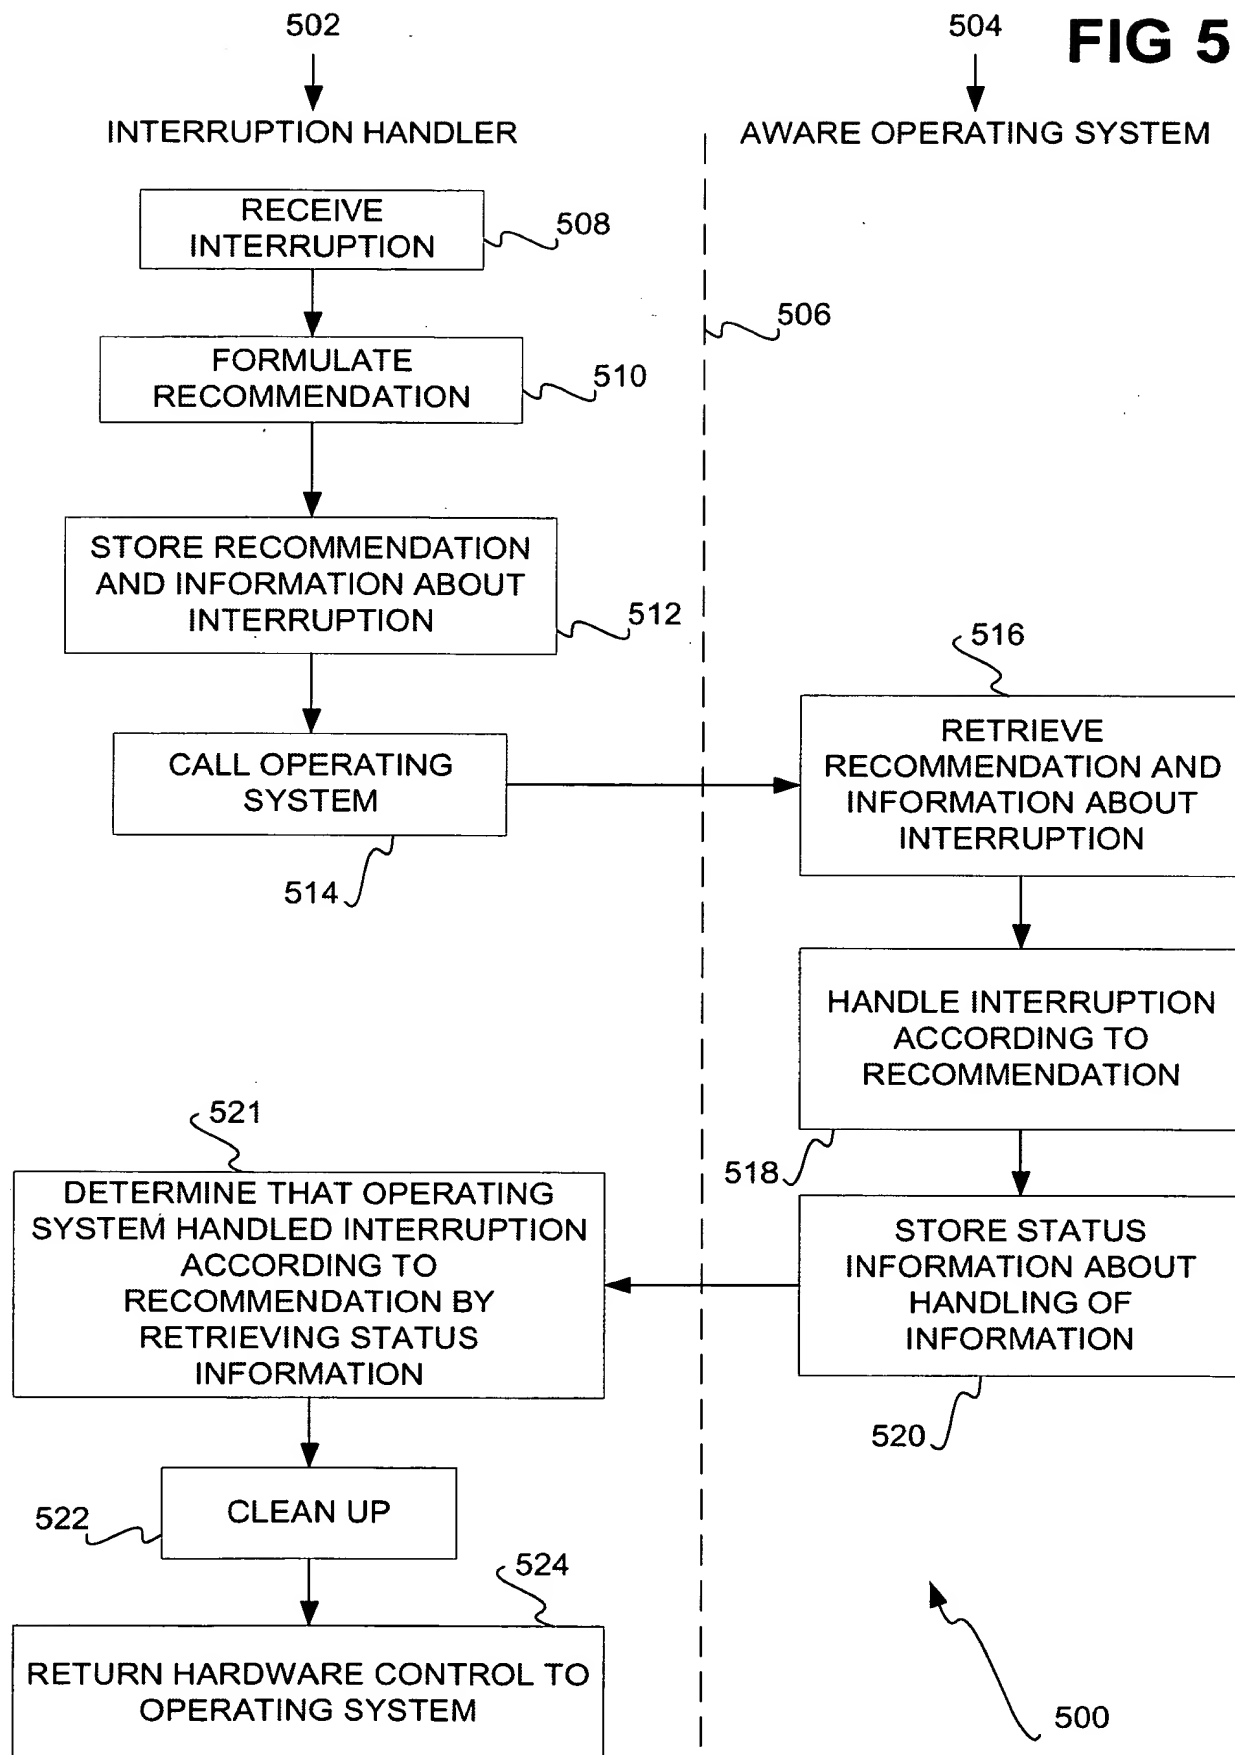 502
504
FIG 5
INTERRUPTION HANDLER
AWARE OPERATING SYSTEM
RECEIVE
INTERRUPTION
508
506
FORMULATE
RECOMMENDATION
510
STORE RECOMMENDATION
AND INFORMATION ABOUT
INTERRUPTION
512
516
CALL OPERATING
SYSTEM
514
RETRIEVE
RECOMMENDATION AND
INFORMATION ABOUT
INTERRUPTION
HANDLE INTERRUPTION
ACCORDING TO
RECOMMENDATION
518
521
DETERMINE THAT OPERATING
SYSTEM HANDLED INTERRUPTION
ACCORDING TO
RECOMMENDATION BY
RETRIEVING STATUS
INFORMATION
STORE STATUS
INFORMATION ABOUT
HANDLING OF
INFORMATION
520
CLEAN UP
522
524
RETURN HARDWARE CONTROL TO
OPERATING SYSTEM
500